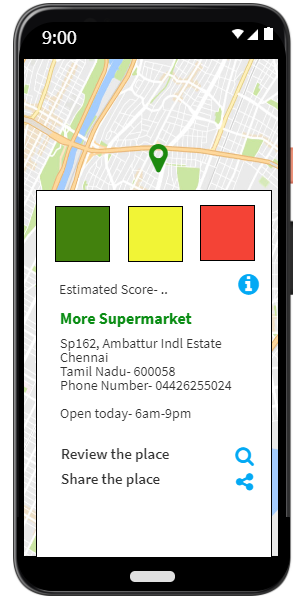 9:00
Estimated Score- ..
More Supermarket
Sp162, Ambattur Indl Estate
Chennai
Tamil Nadu- 600058
Phone Number- 04426255024
Open today- 6am-9pm
Review the place
Share the place